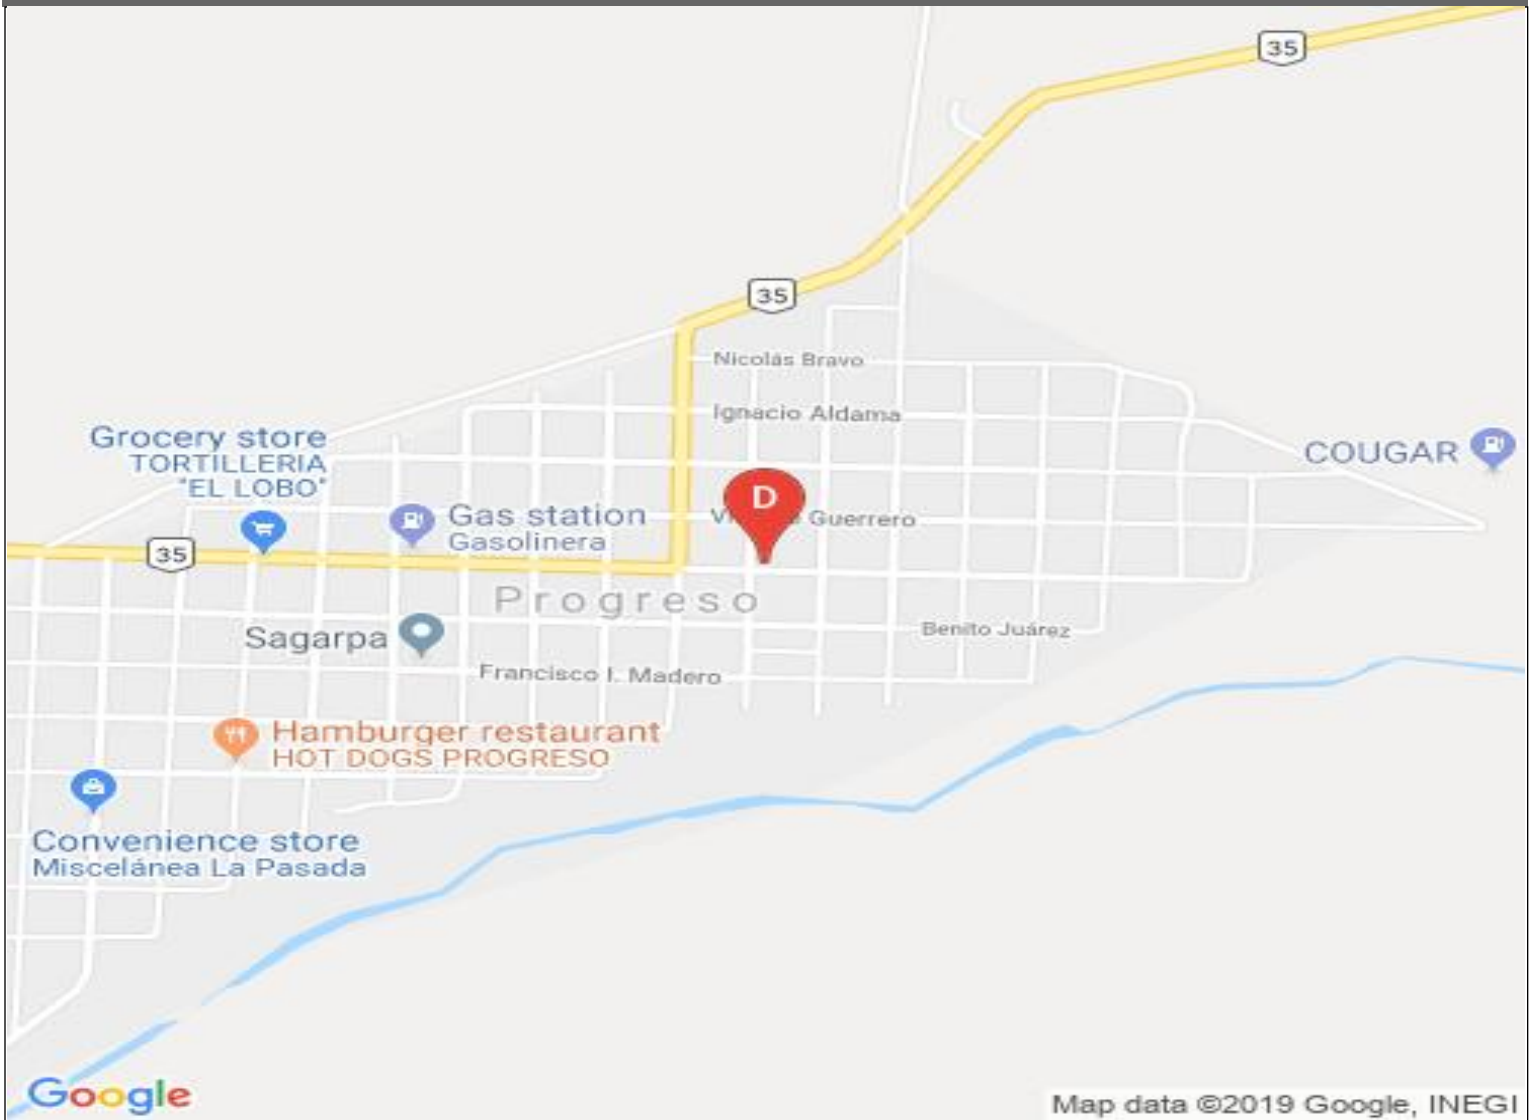 35
35
Nicolás Bravo
Ignacio Aldama
Grocery store
TORTILLERIA
"EL LOBO"
COUGAR
D
Gas station
Gasolinera
Guerrero
35
Progreso
Sagarpa
Benito Juárez
Francisco I. Madero
Hamburger restaurant
HOT DOGS PROGRESO
Convenience store
Miscelánea La Pasada
Google
Map data ©2019 Google, INEGI